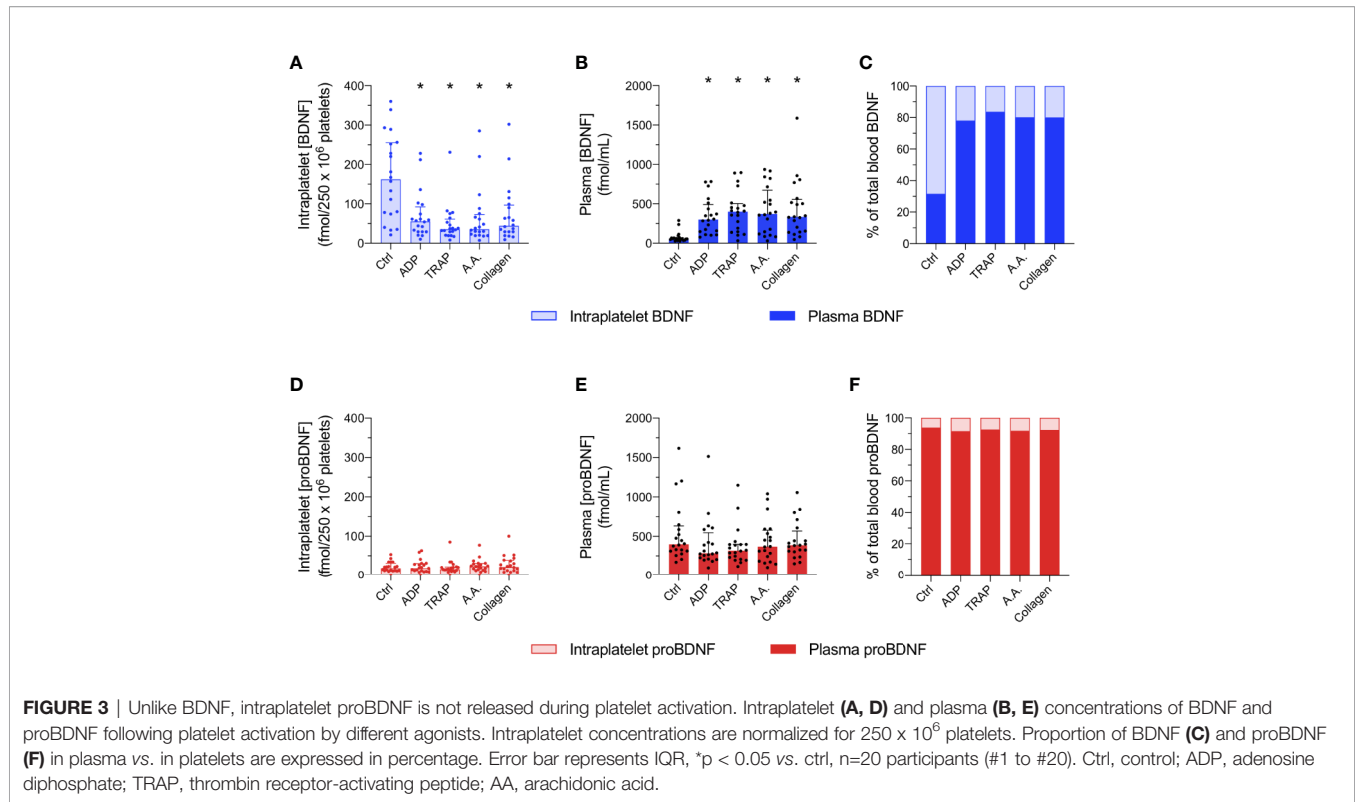 A
Intraplatelet [BDNF]
(fmol/250 x 10⁶ platelets)
400
300
200
100
0
* * * *
Ctrl
ADP
TRAP
A.A.
Collagen
B
Plasma [BDNF]
(fmol/mL)
2000
1500
1000
500
0
* * * *
Ctrl
ADP
TRAP
A.A.
Collagen
C
% of total blood BDNF
100
80
60
40
20
0
Ctrl
ADP
TRAP
A.A.
Collagen
Intraplatelet BDNF
Plasma BDNF
D
Intraplatelet [proBDNF]
(fmol/250 x 10⁶ platelets)
400
300
200
100
0
Ctrl
ADP
TRAP
A.A.
Collagen
E
Plasma [proBDNF]
(fmol/mL)
2000
1500
1000
500
0
Ctrl
ADP
TRAP
A.A.
Collagen
F
% of total blood proBDNF
100
80
60
40
20
0
Ctrl
ADP
TRAP
A.A.
Collagen
Intraplatelet proBDNF
Plasma proBDNF
FIGURE 3 | Unlike BDNF, intraplatelet proBDNF is not released during platelet activation. Intraplatelet (A, D) and plasma (B, E) concentrations of BDNF and
proBDNF following platelet activation by different agonists. Intraplatelet concentrations are normalized for 250 x 10⁶ platelets. Proportion of BDNF (C) and proBDNF
(F) in plasma vs. in platelets are expressed in percentage. Error bar represents IQR, *p < 0.05 vs. ctrl, n=20 participants (#1 to #20). Ctrl, control; ADP, adenosine
diphosphate; TRAP, thrombin receptor-activating peptide; AA, arachidonic acid.